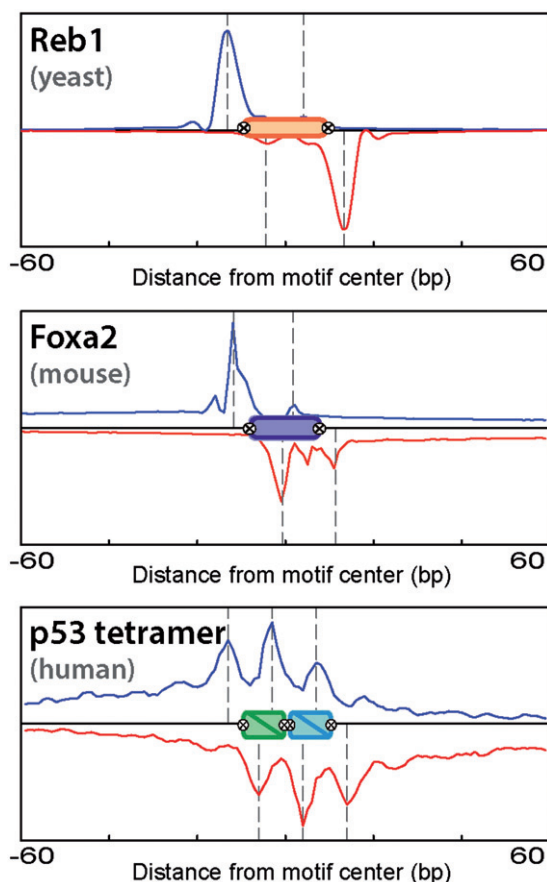 Reb1
(yeast)
-60 60
Distance from motif center (bp)
Foxa2
(mouse)
-60 60
Distance from motif center (bp)
p53 tetramer
(human)
-60 60
Distance from motif center (bp)